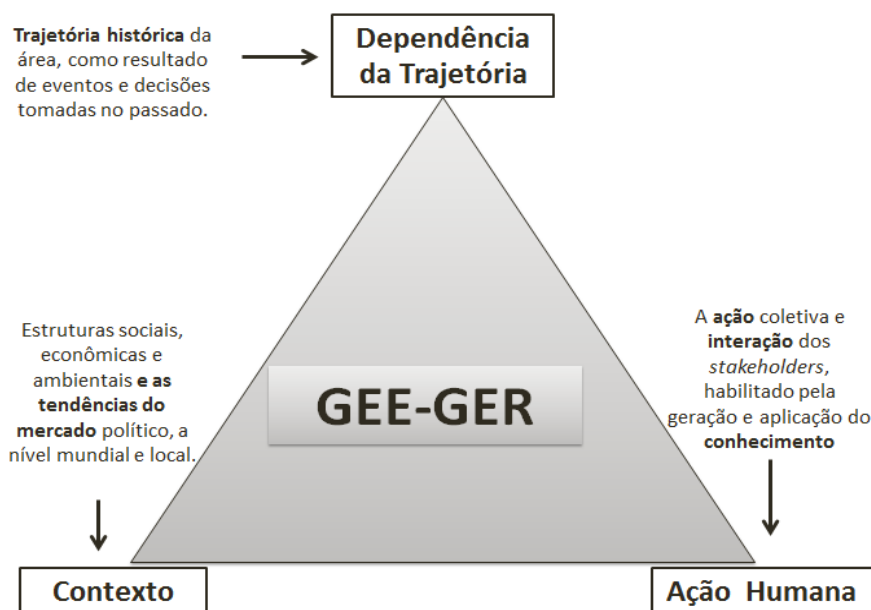 Trajetória histórica da
área, como resultado
de eventos e decisões
tomadas no passado.
Dependência
da Trajetória
Estruturas sociais,
econômicas e
ambientais e as
tendências do
mercado político, a
nível mundial e local.
GEE-GER
A ação coletiva e
interação dos
stakeholders,
habilitado pela
geração e aplicação do
conhecimento
Contexto
Ação Humana